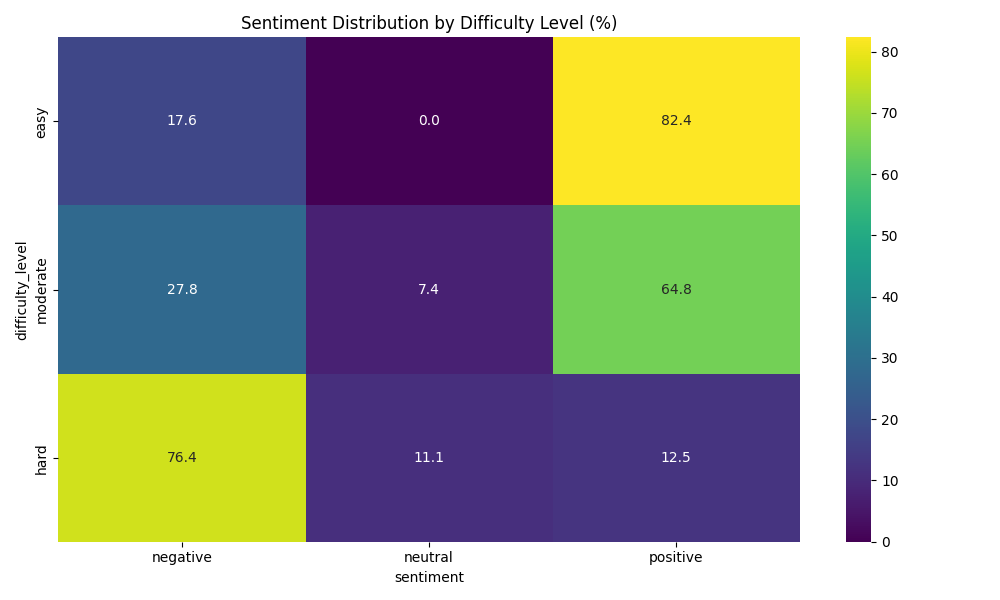 Sentiment Distribution by Difficulty Level (%)
difficulty_level
easy
17.6
0.0
82.4
moderate
27.8
7.4
64.8
hard
76.4
11.1
12.5
negative
neutral
positive
sentiment
80
70
60
50
40
30
20
10
0